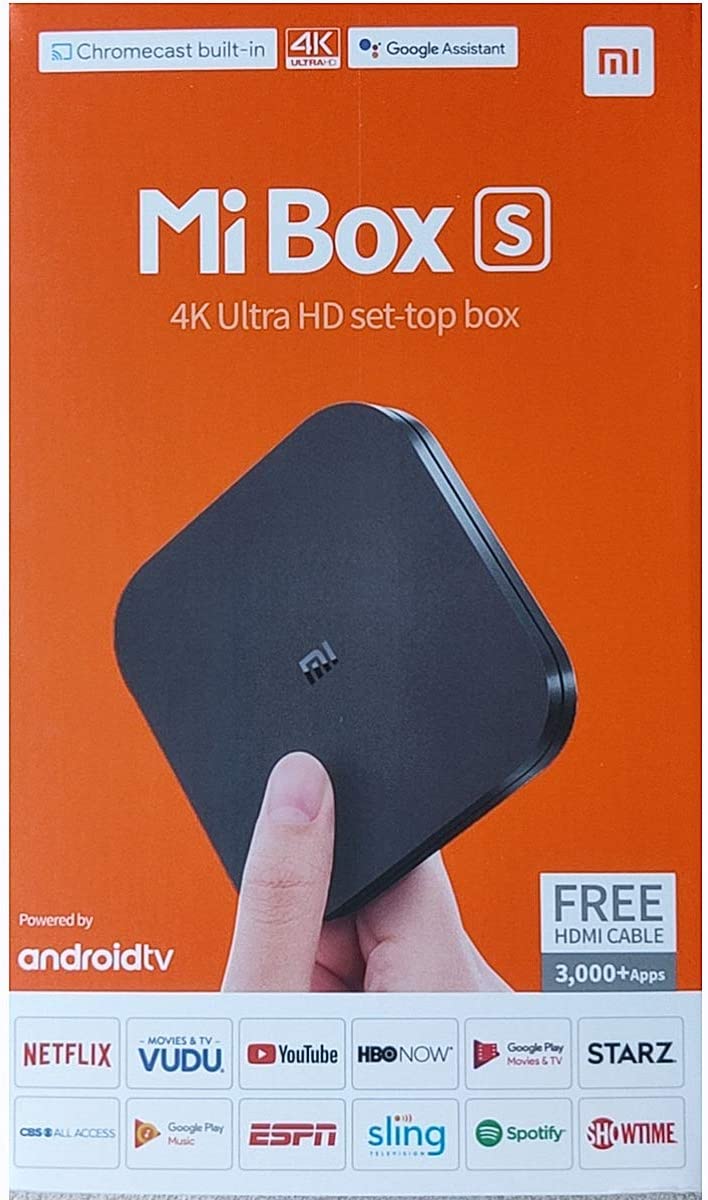 Chromecast built-in
4K
ULTRA HD
Google Assistant
mi
Mi Box S
4K Ultra HD set-top box
mi
Powered by
androidtv
FREE
HDMI CABLE
3,000+Apps
NETFLIX
MOVIES & TV
VUDU
YouTube
HBO NOW
Google Play
Movies & TV
STARZ
CBS ALL ACCESS
Google Play
Music
ESPN
sling
TELEVISION
Spotify
SHOWTIME